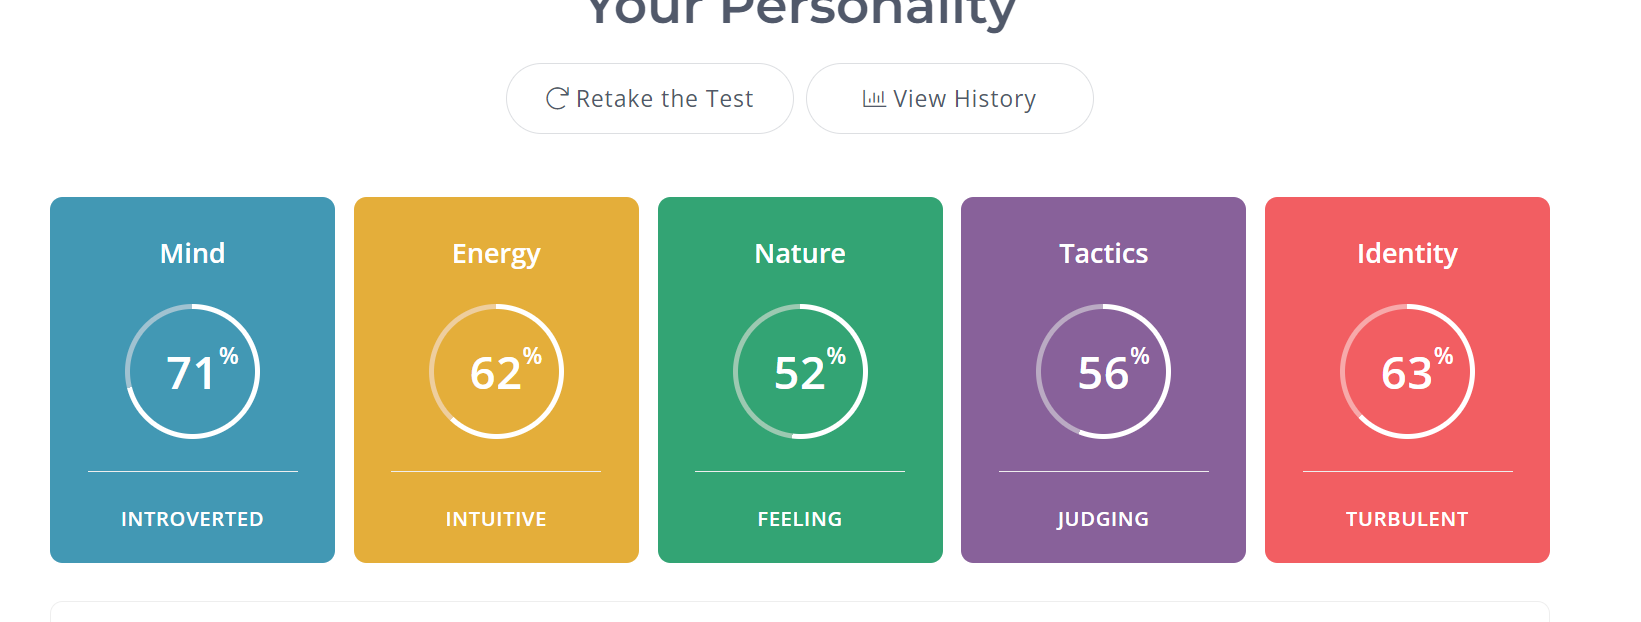 Your Personality
Retake the Test
View History
Mind
71%
INTROVERTED
Energy
62%
INTUITIVE
Nature
52%
FEELING
Tactics
56%
JUDGING
Identity
63%
TURBULENT